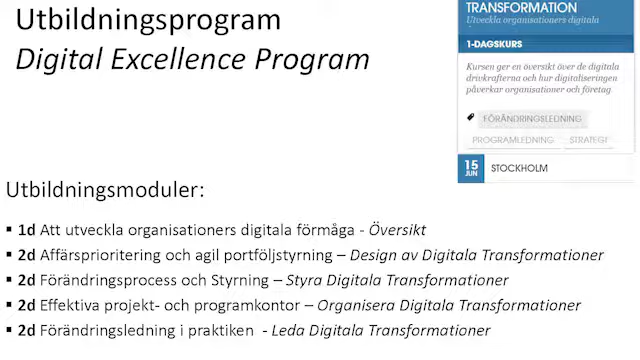 Utbildningsprogram
Digital Excellence Program
TRANSFORMATION
Utveckla organisationers digitala
1-DAGSKURS
Kursen ger en översikt över de digitala
drivkrafterna och hur digitaliseringen
påverkar organisationer och företag
FÖRÄNDRINGSLEDNING
PROGRAMLEDNING STRATEGI
15
JUN
STOCKHOLM
Utbildningsmoduler:
▪ 1d Att utveckla organisationers digitala förmåga - Översikt
▪ 2d Affärsprioritering och agil portföljstyrning – Design av Digitala Transformationer
▪ 2d Förändringsprocess och Styrning – Styra Digitala Transformationer
▪ 2d Effektiva projekt- och programkontor – Organisera Digitala Transformationer
▪ 2d Förändringsledning i praktiken - Leda Digitala Transformationer